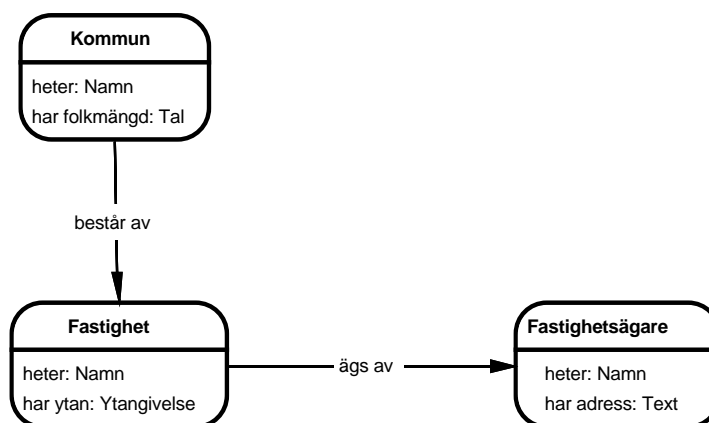 Kommun
heter: Namn
har folkmängd: Tal
består av
Fastighet
heter: Namn
har ytan: Ytangivelse
ägs av
Fastighetsägare
heter: Namn
har adress: Text